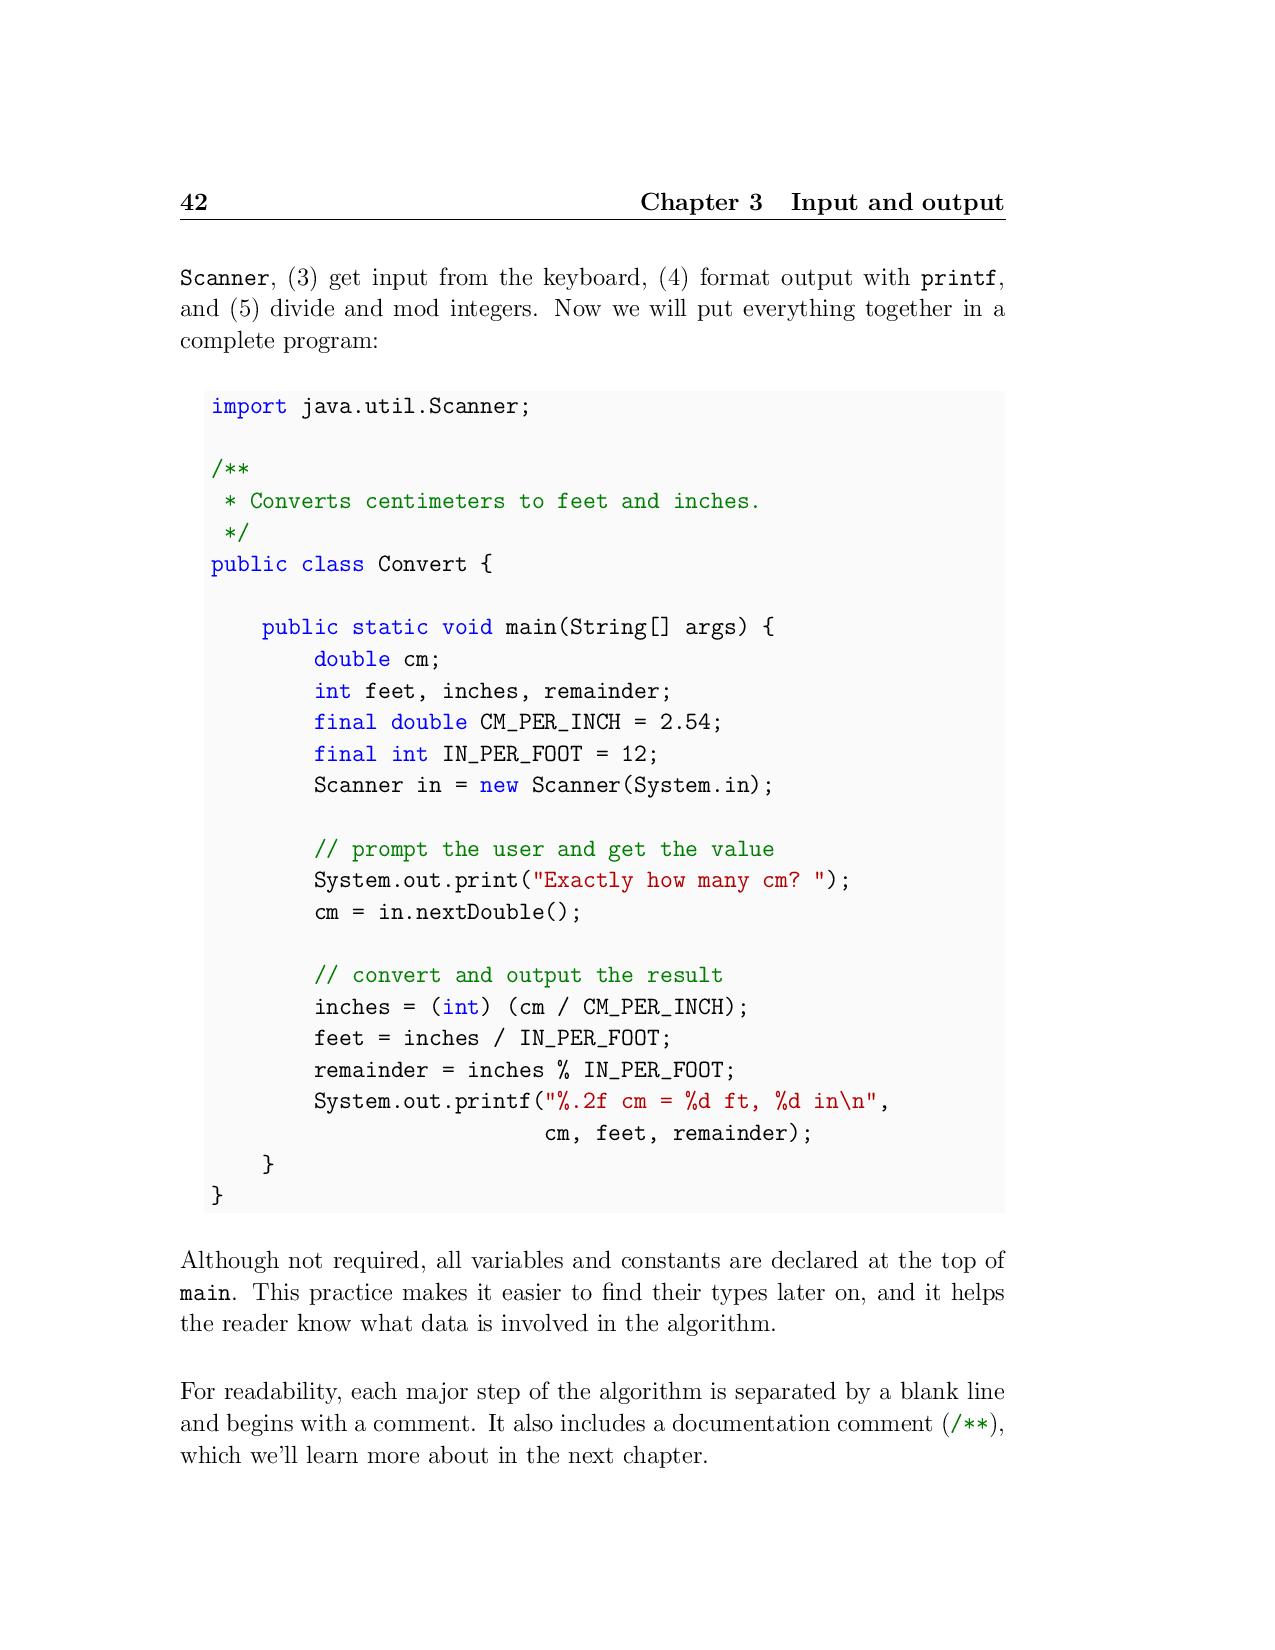 42 Chapter 3 Input and output
Scanner, (3) get input from the keyboard, (4) format output with printf,
and (5) divide and mod integers. Now we will put everything together in a
complete program:
import java.util.Scanner;
/**
 * Converts centimeters to feet and inches.
 */
public class Convert {
    public static void main(String[] args) {
        double cm;
        int feet, inches, remainder;
        final double CM_PER_INCH = 2.54;
        final int IN_PER_FOOT = 12;
        Scanner in = new Scanner(System.in);
        // prompt the user and get the value
        System.out.print("Exactly how many cm? ");
        cm = in.nextDouble();
        // convert and output the result
        inches = (int) (cm / CM_PER_INCH);
        feet = inches / IN_PER_FOOT;
        remainder = inches % IN_PER_FOOT;
        System.out.printf("%.2f cm = %d ft, %d in\n",
                          cm, feet, remainder);
    }
}
Although not required, all variables and constants are declared at the top of
main. This practice makes it easier to find their types later on, and it helps
the reader know what data is involved in the algorithm.
For readability, each major step of the algorithm is separated by a blank line
and begins with a comment. It also includes a documentation comment (/**),
which we'll learn more about in the next chapter.